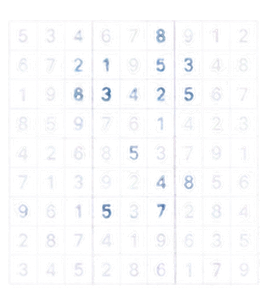 5 3 4 6 7 8 9 1 2
6 7 2 1 9 5 3 4 8
1 9 8 3 4 2 5 6 7
8 5 9 7 6 1 4 2 3
4 2 6 8 5 3 7 9 1
7 1 3 9 2 4 8 5 6
9 6 1 5 3 7 2 8 4
2 8 7 4 1 9 6 3 5
3 4 5 2 8 6 1 7 9